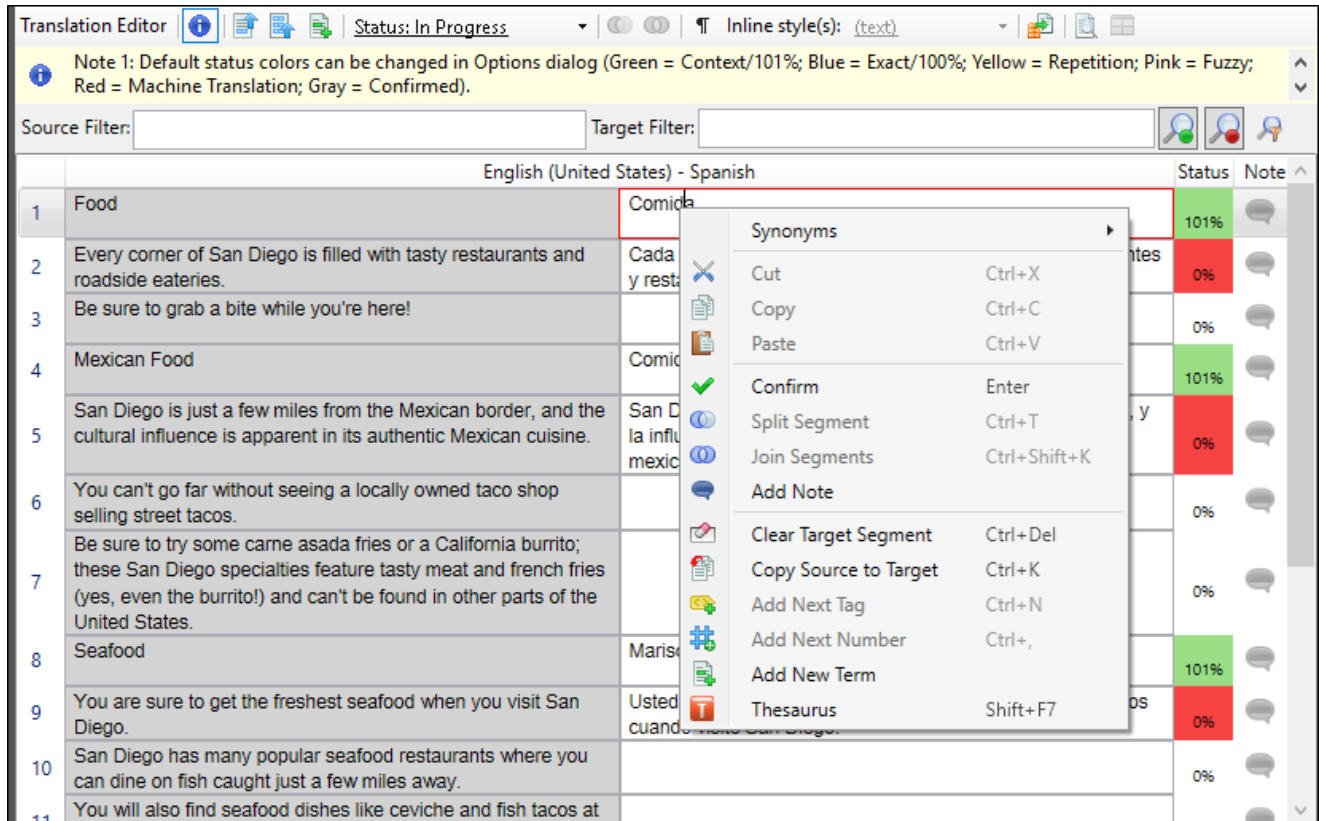 Translation Editor Status: In Progress ¶ Inline style(s): (text)
Note 1: Default status colors can be changed in Options dialog (Green = Context/101%; Blue = Exact/100%; Yellow = Repetition; Pink = Fuzzy;
Red = Machine Translation; Gray = Confirmed).
Source Filter: Target Filter:
English (United States) - Spanish Status Note
1 Food Comida 101%
Synonyms
2 Every corner of San Diego is filled with tasty restaurants and Cada
roadside eateries. y 0%
Cut Ctrl+X
3 Be sure to grab a bite while you're here! 0%
Copy Ctrl+C
Paste Ctrl+V
4 Mexican Food 101%
Confirm Enter
5 San Diego is just a few miles from the Mexican border, and the San , y
cultural influence is apparent in its authentic Mexican cuisine. la 0%
Split Segment Ctrl+T
Join Segments Ctrl+Shift+K
6 You can't go far without seeing a locally owned taco shop
selling street tacos. 0%
Add Note
7 Be sure to try some carne asada fries or a California burrito;
these San Diego specialties feature tasty meat and french fries
(yes, even the burrito!) and can't be found in other parts of the
United States. 0%
Clear Target Segment Ctrl+Del
Copy Source to Target Ctrl+K
Add Next Tag Ctrl+N
Add Next Number Ctrl+,
8 Seafood 101%
Add New Term
9 You are sure to get the freshest seafood when you visit San Usted
Diego. 0%
Thesaurus Shift+F7
10 San Diego has many popular seafood restaurants where you
can dine on fish caught just a few miles away. 0%
11 You will also find seafood dishes like ceviche and fish tacos at